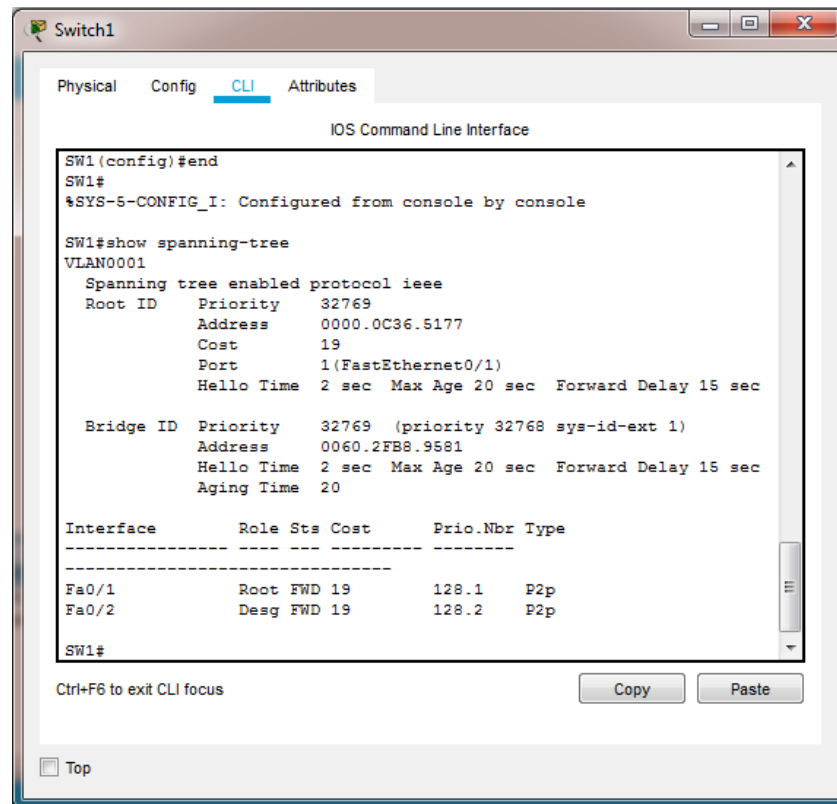 Switch1
Physical Config CLI Attributes
IOS Command Line Interface
SW1(config)#end
SW1#
%SYS-5-CONFIG_I: Configured from console by console
SW1#show spanning-tree
VLAN0001
  Spanning tree enabled protocol ieee
  Root ID    Priority    32769
             Address     0000.0C36.5177
             Cost        19
             Port        1(FastEthernet0/1)
             Hello Time  2 sec  Max Age 20 sec  Forward Delay 15 sec
  Bridge ID  Priority    32769  (priority 32768 sys-id-ext 1)
             Address     0060.2FB8.9581
             Hello Time  2 sec  Max Age 20 sec  Forward Delay 15 sec
             Aging Time  20
Interface        Role Sts Cost      Prio.Nbr Type
---------------- ---- --- --------- --------
--------------------------------
Fa0/1            Root FWD 19        128.1    P2p
Fa0/2            Desg FWD 19        128.2    P2p
SW1#
Ctrl+F6 to exit CLI focus Copy Paste
Top